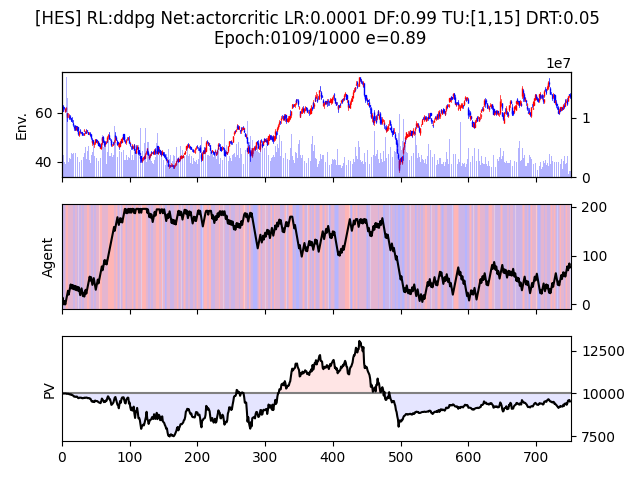 [HES] RL:ddpg Net:actorcritic LR:0.0001 DF:0.99 TU:[1,15] DRT:0.05
Epoch:0109/1000 e=0.89
1e7
Env.
60
40
1
0
Agent
200
100
0
PV
12500
10000
7500
0 100 200 300 400 500 600 700